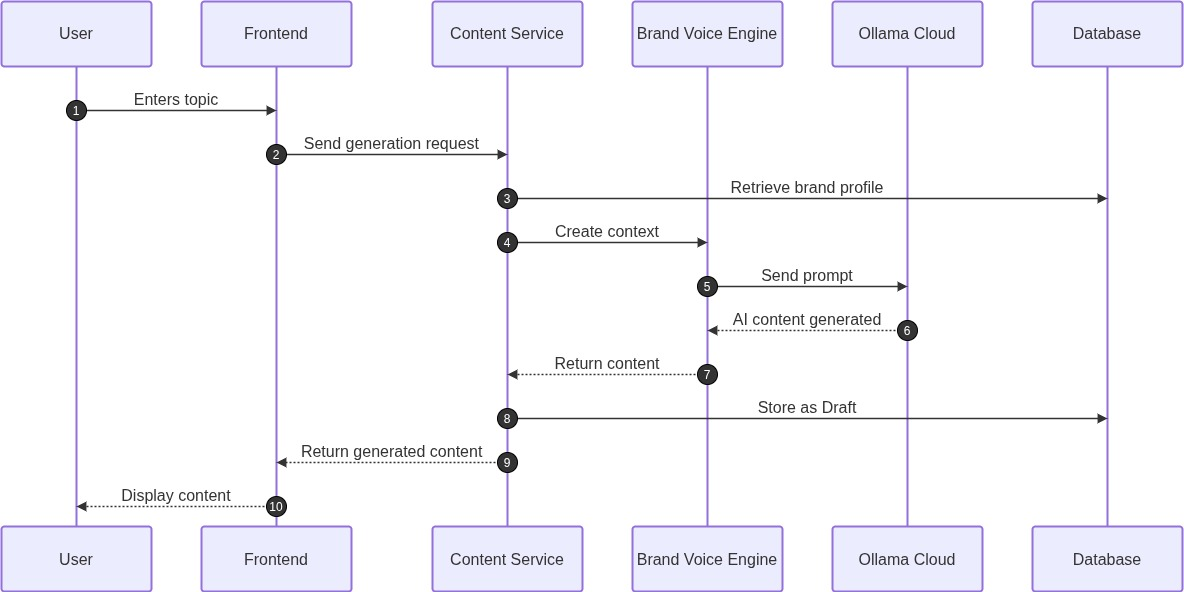 User
Frontend
Content Service
Brand Voice Engine
Ollama Cloud
Database
Enters topic
1
Send generation request
2
Retrieve brand profile
3
Create context
4
Send prompt
5
AI content generated
6
Return content
7
Store as Draft
8
Return generated content
9
Display content
10
User
Frontend
Content Service
Brand Voice Engine
Ollama Cloud
Database